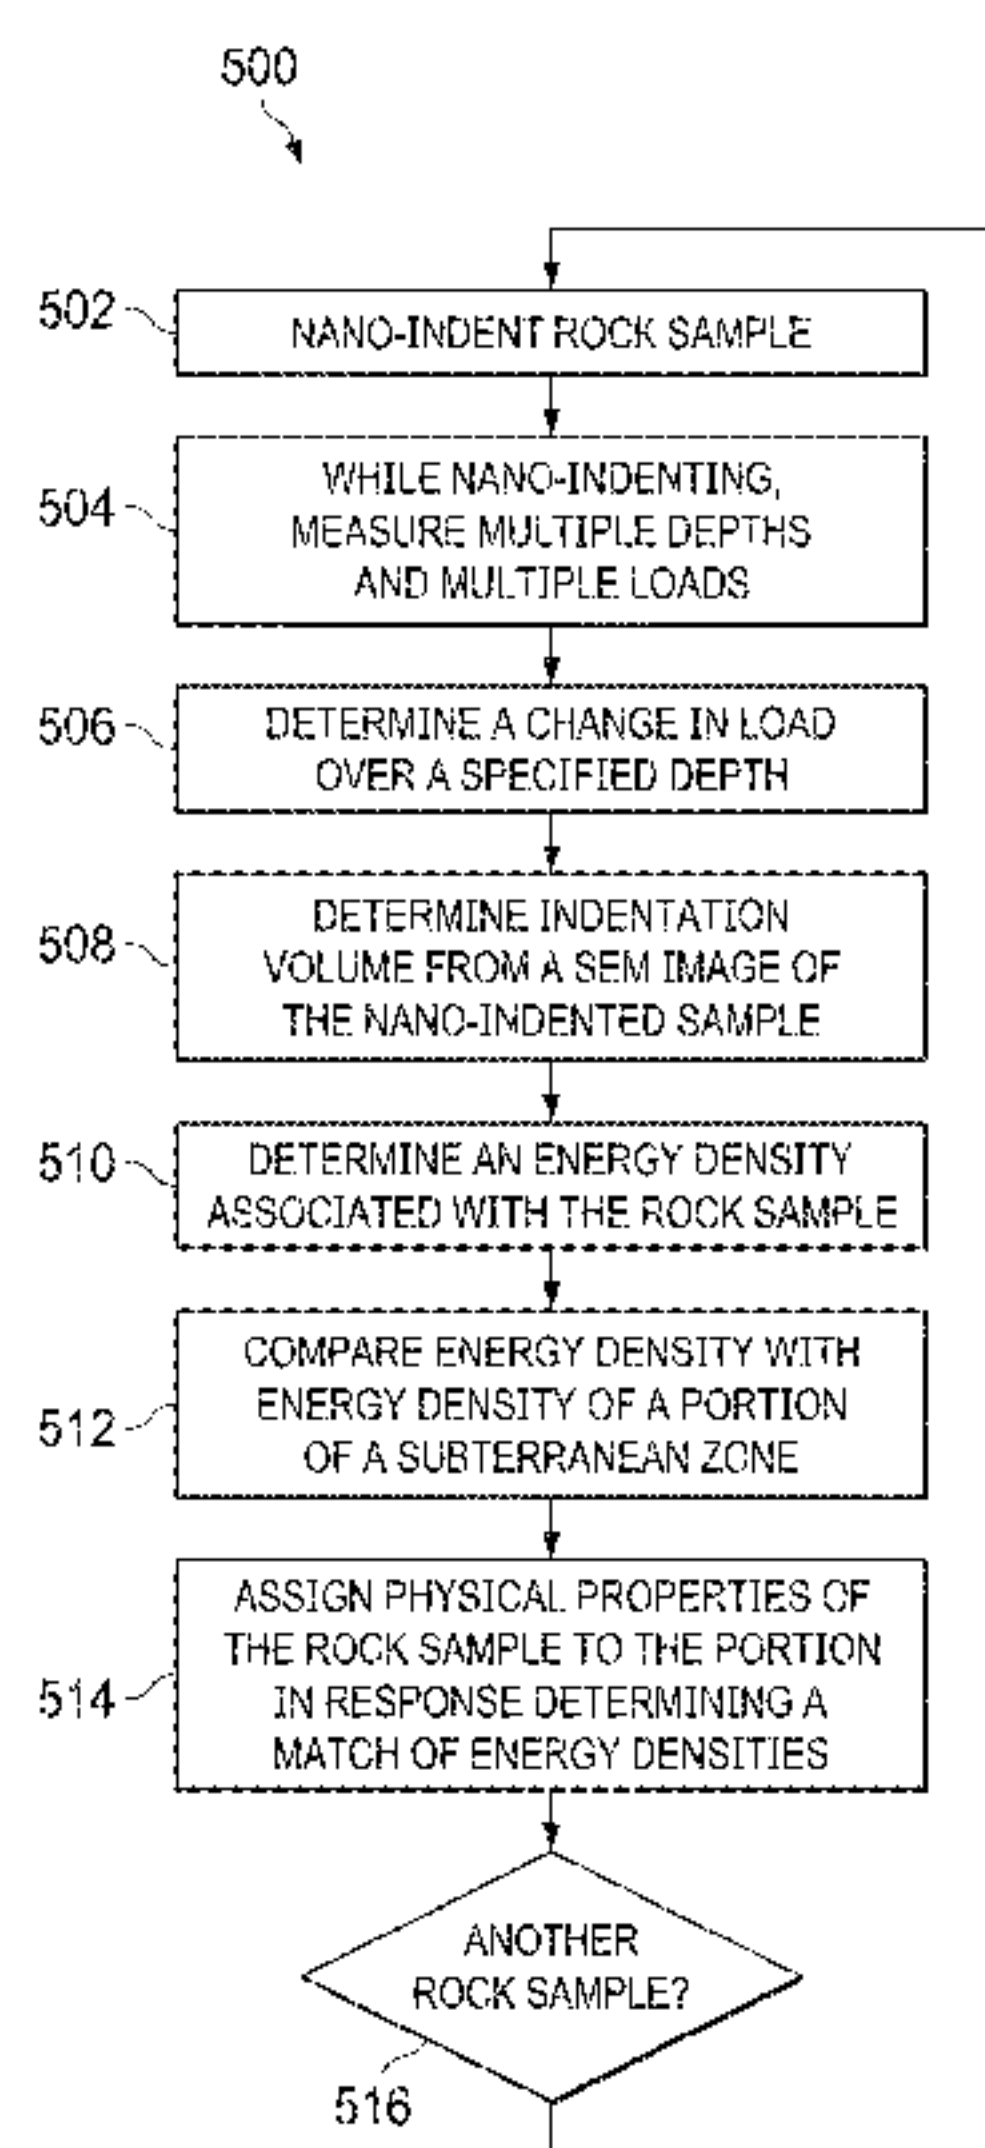 500
502
NANO-INDENT ROCK SAMPLE
504
WHILE NANO-INDENTING,
MEASURE MULTIPLE DEPTHS
AND MULTIPLE LOADS
506
DETERMINE A CHANGE IN LOAD
OVER A SPECIFIED DEPTH
508
DETERMINE INDENTATION
VOLUME FROM A SEM IMAGE OF
THE NANO-INDENTED SAMPLE
510
DETERMINE AN ENERGY DENSITY
ASSOCIATED WITH THE ROCK SAMPLE
512
COMPARE ENERGY DENSITY WITH
ENERGY DENSITY OF A PORTION
OF A SUBTERRANEAN ZONE
514
ASSIGN PHYSICAL PROPERTIES OF
THE ROCK SAMPLE TO THE PORTION
IN RESPONSE DETERMINING A
MATCH OF ENERGY DENSITIES
ANOTHER
ROCK SAMPLE?
516